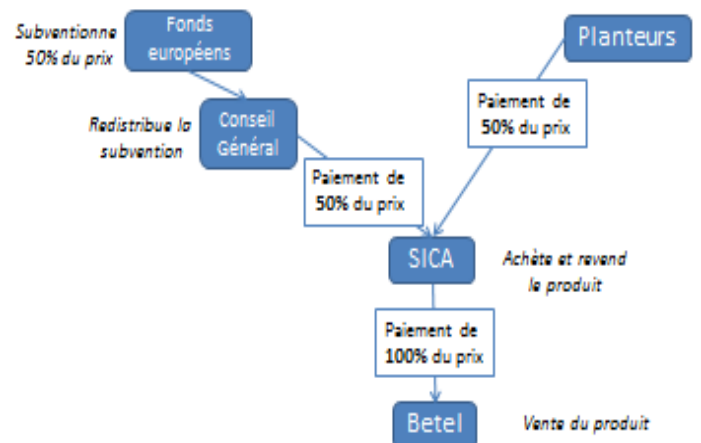 Subventionne
50% du prix
Fonds
européens
Planteurs
Redistribue la
subvention
Conseil
Général
Paiement de
50% du prix
Paiement de
50% du prix
SICA
Achète et revend
le produit
Paiement de
100% du prix
Betel
Vente du produit